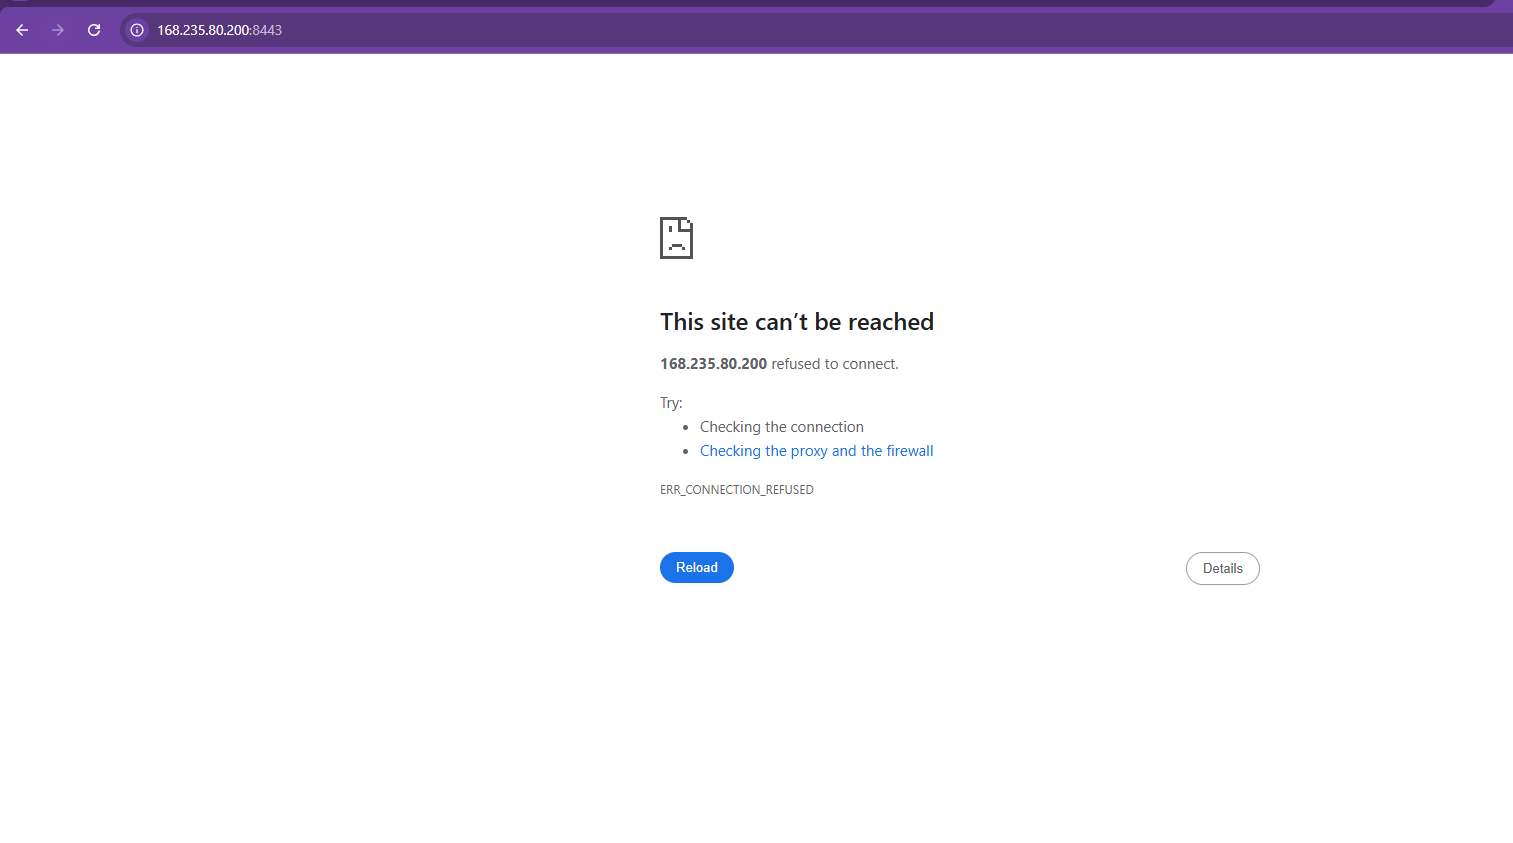 168.235.80.200:8443
This site can’t be reached
168.235.80.200 refused to connect.
Try:
Checking the connection
Checking the proxy and the firewall
ERR_CONNECTION_REFUSED
Reload
Details